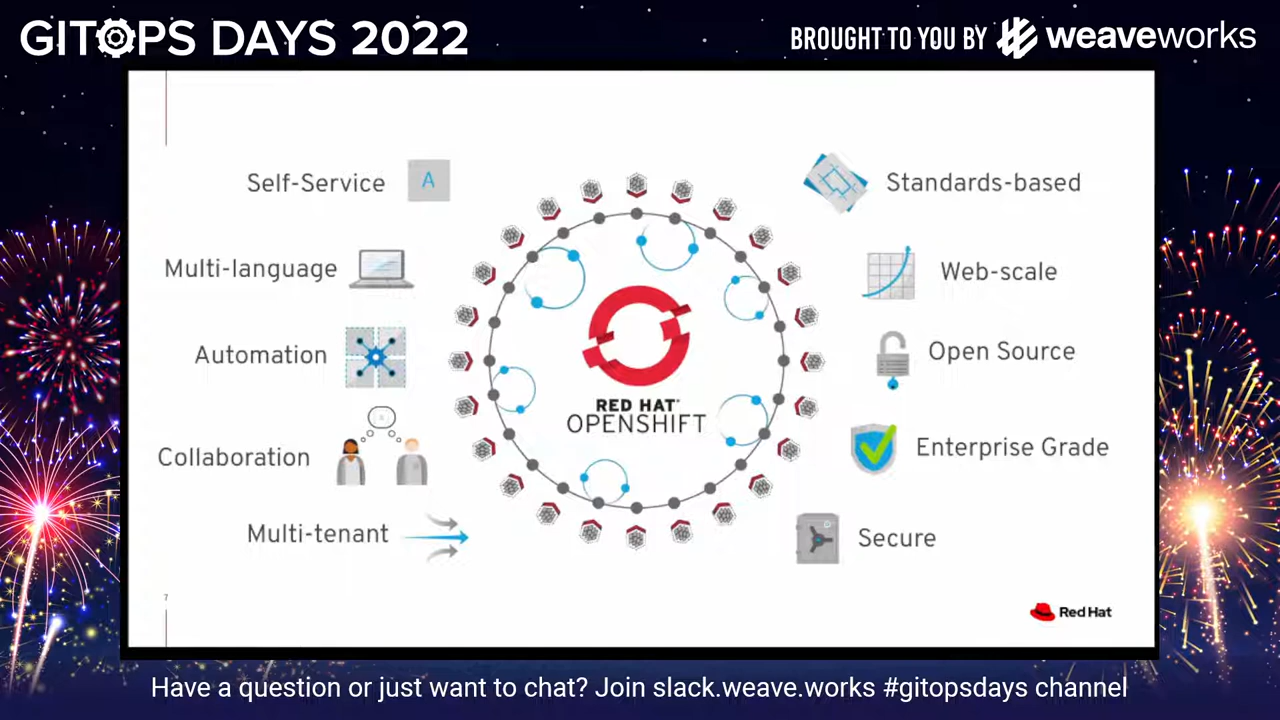 GITOPS DAYS 2022
BROUGHT TO YOU BY weaveworks
Self-Service
A
Multi-language
Automation
Collaboration
Multi-tenant
RED HAT
OPENSHIFT
Standards-based
Web-scale
Open Source
Enterprise Grade
Secure
7
Red Hat
Have a question or just want to chat? Join slack.weave.works #gitopsdays channel